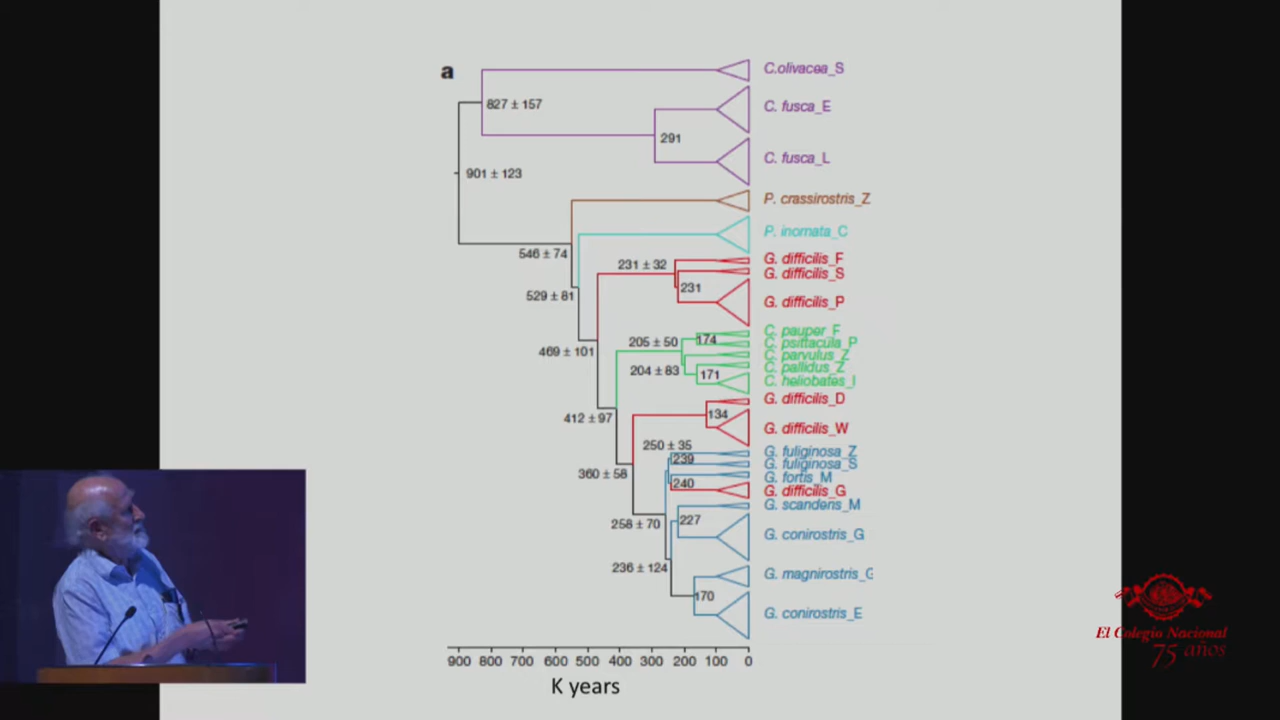 a
C.olivacea_S
827 ± 157
C. fusca_E
291
C. fusca_L
901 ± 123
P. crassirostris_Z
P. inornata_C
546 ± 74
G. difficilis_F
231 ± 32
G. difficilis_S
231
529 ± 81
G. difficilis_P
C. pauper_F
174
205 ± 50
C. psittacula_P
469 ± 101
C. parvulus_Z
C. pallidus_Z
204 ± 83
171
C. heliobates_I
G. difficilis_D
134
412 ± 97
G. difficilis_W
250 ± 35
G. fuliginosa_Z
239
G. fuliginosa_S
360 ± 58
G. fortis_M
240
G. difficilis_G
G. scandens_M
227
258 ± 70
G. conirostris_G
236 ± 124
G. magnirostris_G
170
G. conirostris_E
900 800 700 600 500 400 300 200 100 0
K years
El Colegio Nacional
75 años